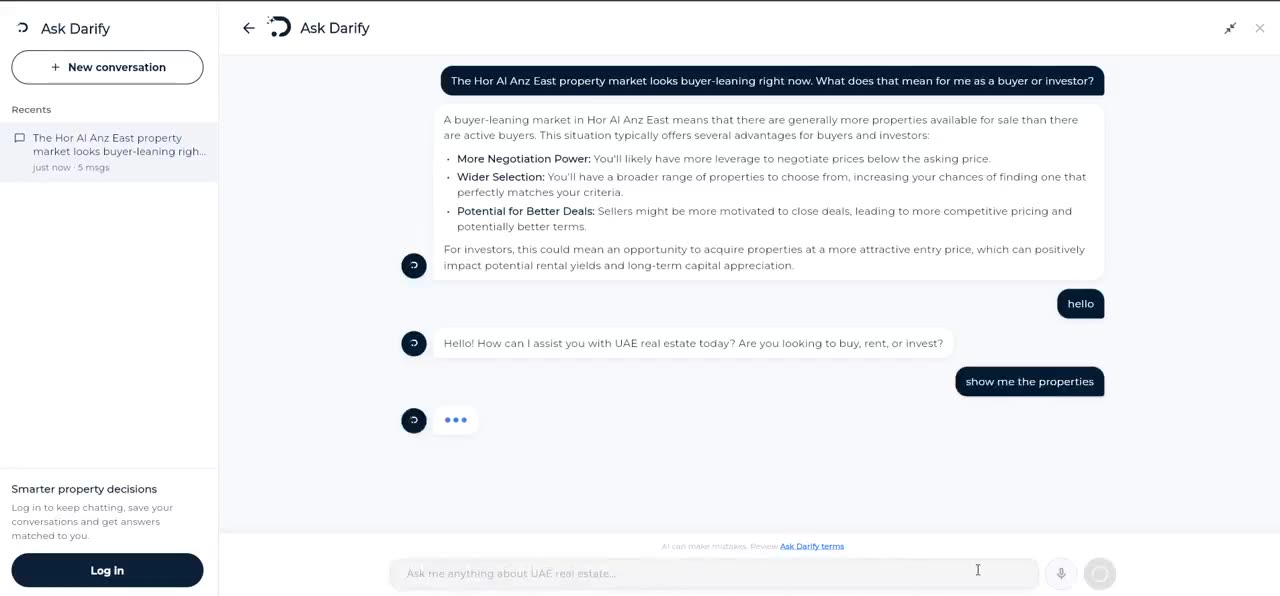 Ask Darify
+ New conversation
Recents
The Hor Al Anz East property
market looks buyer-leaning righ...
just now · 5 msgs
Smarter property decisions
Log in to keep chatting, save your
conversations and get answers
matched to you.
Log in
Ask Darify
The Hor Al Anz East property market looks buyer-leaning right now. What does that mean for me as a buyer or investor?
A buyer-leaning market in Hor Al Anz East means that there are generally more properties available for sale than there
are active buyers. This situation typically offers several advantages for buyers and investors:
• More Negotiation Power: You'll likely have more leverage to negotiate prices below the asking price.
• Wider Selection: You'll have a broader range of properties to choose from, increasing your chances of finding one that
perfectly matches your criteria.
• Potential for Better Deals: Sellers might be more motivated to close deals, leading to more competitive pricing and
potentially better terms.
For investors, this could mean an opportunity to acquire properties at a more attractive entry price, which can positively
impact potential rental yields and long-term capital appreciation.
hello
Hello! How can I assist you with UAE real estate today? Are you looking to buy, rent, or invest?
show me the properties
AI can make mistakes. Review Ask Darify terms
Ask me anything about UAE real estate...